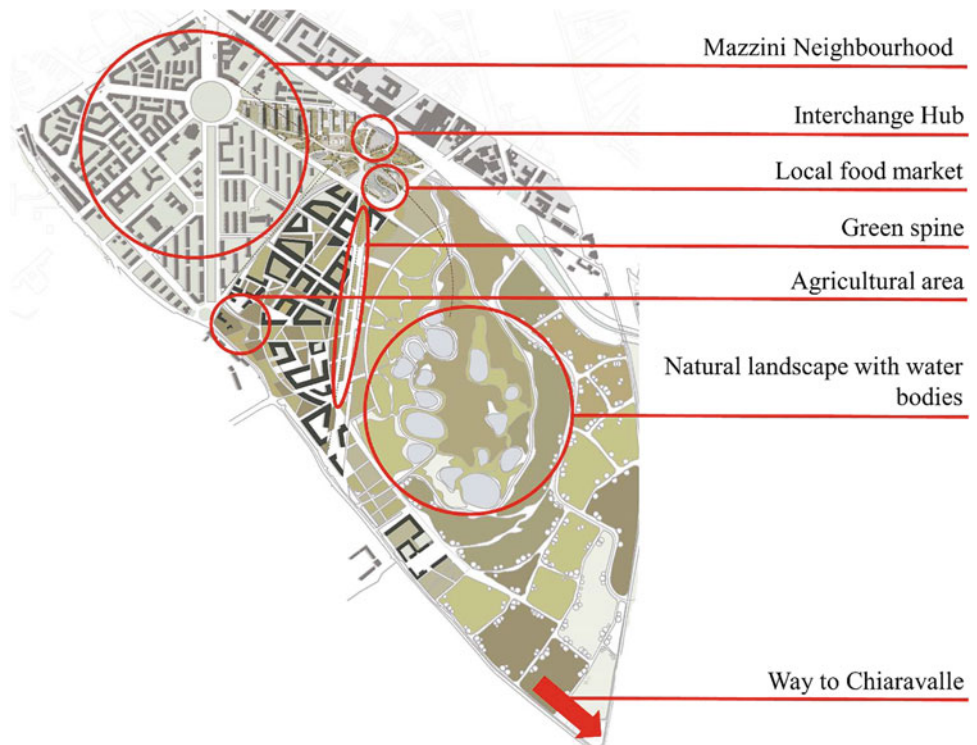 Mazzini Neighbourhood
Interchange Hub
Local food market
Green spine
Agricultural area
Natural landscape with water
bodies
Way to Chiaravalle